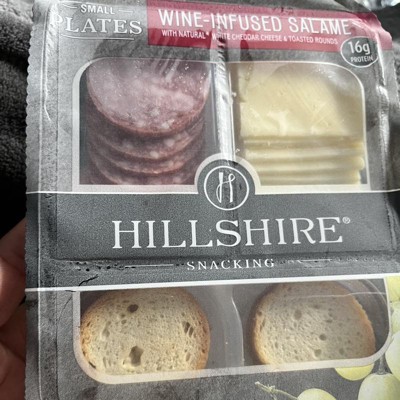 SMALL
PLATES
WINE-INFUSED SALAME
WITH NATURAL* WHITE CHEDDAR CHEESE & TOASTED ROUNDS
16g
PROTEIN
H
HILLSHIRE®
SNACKING